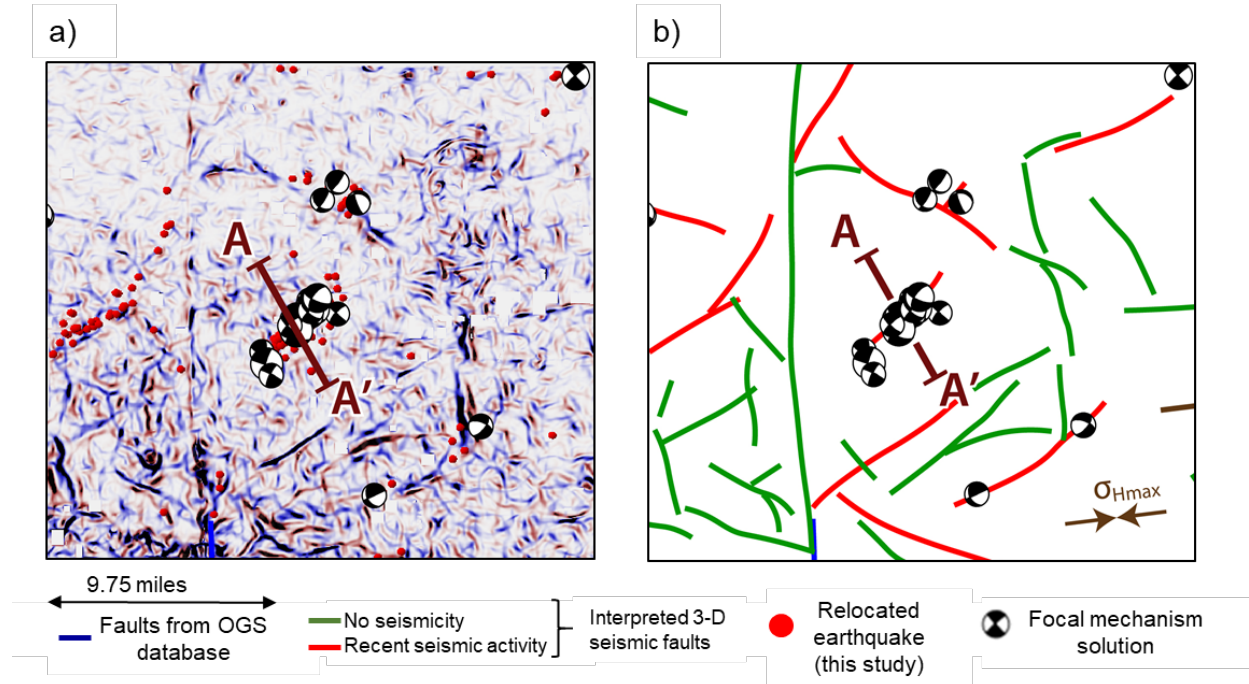 a)
b)
A
A′
A
A′
σHmax
9.75 miles
Faults from OGS
database
No seismicity
Recent seismic activity
Interpreted 3-D
seismic faults
Relocated
earthquake
(this study)
Focal mechanism
solution